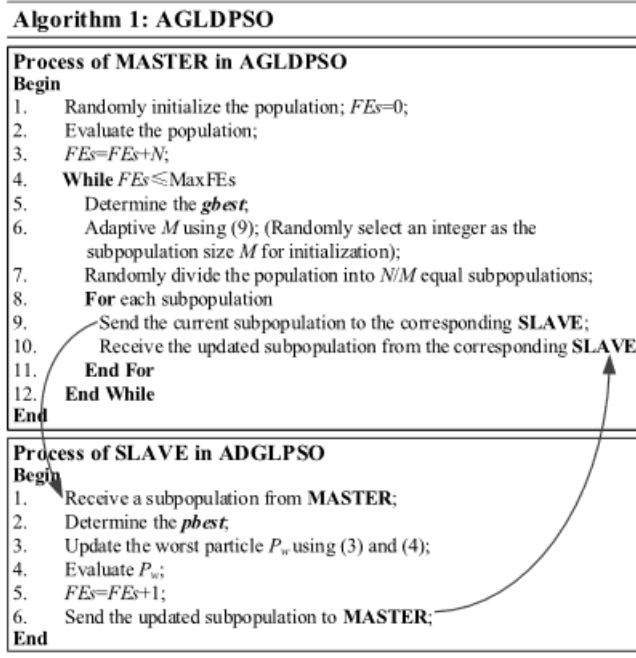 Algorithm 1: AGLDPSO
Process of MASTER in AGLDPSO
Begin
1. Randomly initialize the population; FEs=0;
2. Evaluate the population;
3. FEs=FEs+N;
4. While FEs≤MaxFEs
5. Determine the gbest;
6. Adaptive M using (9); (Randomly select an integer as the
subpopulation size M for initialization);
7. Randomly divide the population into N/M equal subpopulations;
8. For each subpopulation
9. Send the current subpopulation to the corresponding SLAVE;
10. Receive the updated subpopulation from the corresponding SLAVE
11. End For
12. End While
End
Process of SLAVE in ADGLPSO
Begin
1. Receive a subpopulation from MASTER;
2. Determine the pbest;
3. Update the worst particle Pw using (3) and (4);
4. Evaluate Pw;
5. FEs=FEs+1;
6. Send the updated subpopulation to MASTER;
End